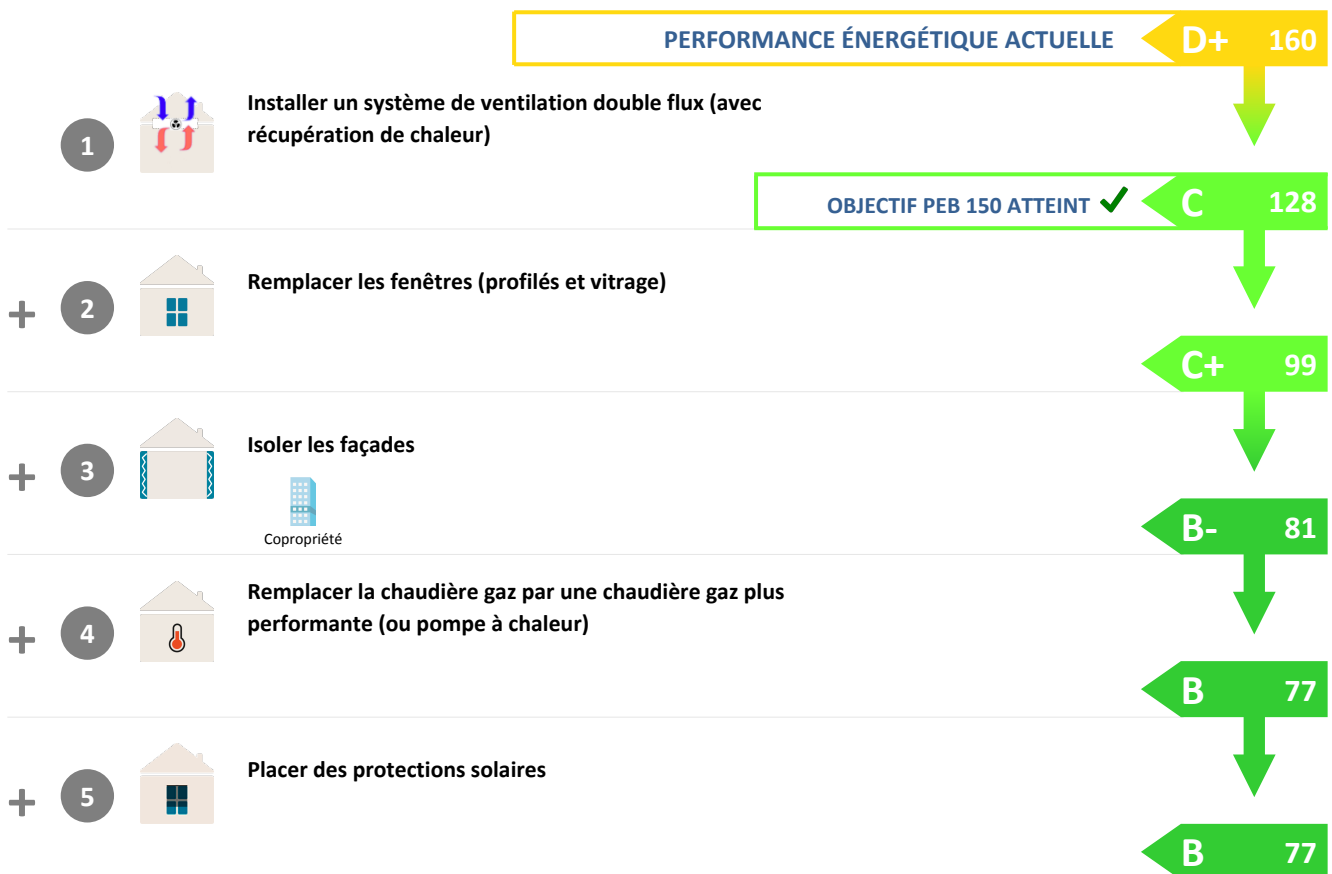 PERFORMANCE ÉNERGÉTIQUE ACTUELLE D+ 160
1 Installer un système de ventilation double flux (avec
récupération de chaleur)
OBJECTIF PEB 150 ATTEINT ✔ C 128
+ 2 Remplacer les fenêtres (profilés et vitrage)
C+ 99
+ 3 Isoler les façades
Copropriété
B- 81
+ 4 Remplacer la chaudière gaz par une chaudière gaz plus
performante (ou pompe à chaleur)
B 77
+ 5 Placer des protections solaires
B 77